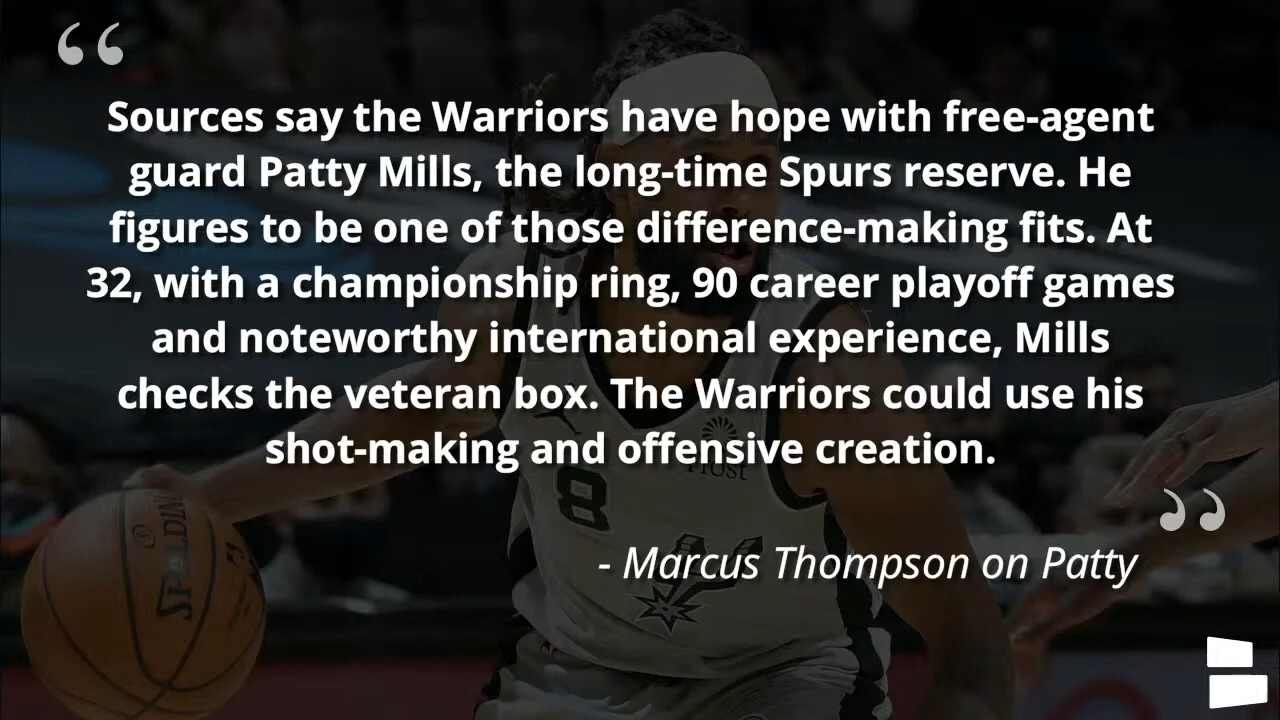 Sources say the Warriors have hope with free-agent
guard Patty Mills, the long-time Spurs reserve. He
figures to be one of those difference-making fits. At
32, with a championship ring, 90 career playoff games
and noteworthy international experience, Mills
checks the veteran box. The Warriors could use his
shot-making and offensive creation.
- Marcus Thompson on Patty
Frost
8
SPALDING